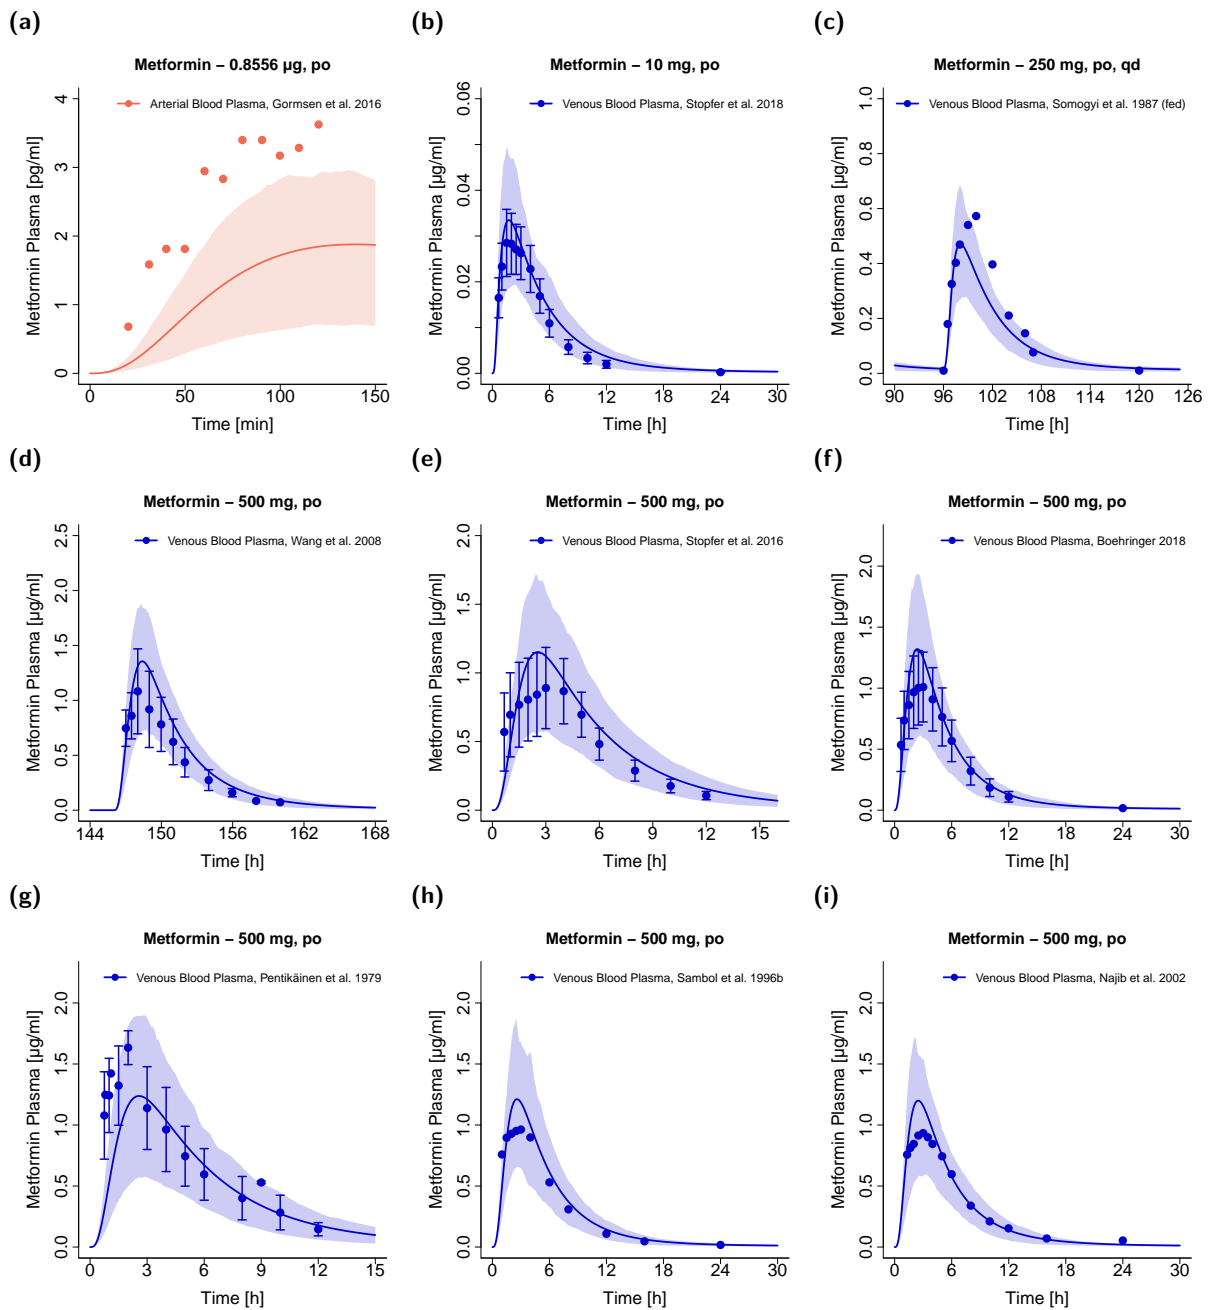 (a)
Metformin − 0.8556 µg, po
Arterial Blood Plasma, Gormsen et al. 2016
Metformin Plasma [pg/ml]
4
3
2
1
0
0 50 100 150
Time [min]
(b)
Metformin − 10 mg, po
Venous Blood Plasma, Stopfer et al. 2018
Metformin Plasma [µg/ml]
0.06
0.04
0.02
0.00
0 6 12 18 24 30
Time [h]
(c)
Metformin − 250 mg, po, qd
Venous Blood Plasma, Somogyi et al. 1987 (fed)
Metformin Plasma [µg/ml]
1.0
0.8
0.6
0.4
0.2
0.0
90 96 102 108 114 120 126
Time [h]
(d)
Metformin − 500 mg, po
Venous Blood Plasma, Wang et al. 2008
Metformin Plasma [µg/ml]
2.5
2.0
1.5
1.0
0.5
0.0
144 150 156 162 168
Time [h]
(e)
Metformin − 500 mg, po
Venous Blood Plasma, Stopfer et al. 2016
Metformin Plasma [µg/ml]
2.0
1.5
1.0
0.5
0.0
0 3 6 9 12 15
Time [h]
(f)
Metformin − 500 mg, po
Venous Blood Plasma, Boehringer 2018
Metformin Plasma [µg/ml]
2.0
1.5
1.0
0.5
0.0
0 6 12 18 24 30
Time [h]
(g)
Metformin − 500 mg, po
Venous Blood Plasma, Pentikäinen et al. 1979
Metformin Plasma [µg/ml]
2.0
1.5
1.0
0.5
0.0
0 3 6 9 12 15
Time [h]
(h)
Metformin − 500 mg, po
Venous Blood Plasma, Sambol et al. 1996b
Metformin Plasma [µg/ml]
2.0
1.5
1.0
0.5
0.0
0 6 12 18 24 30
Time [h]
(i)
Metformin − 500 mg, po
Venous Blood Plasma, Najib et al. 2002
Metformin Plasma [µg/ml]
2.0
1.5
1.0
0.5
0.0
0 6 12 18 24 30
Time [h]